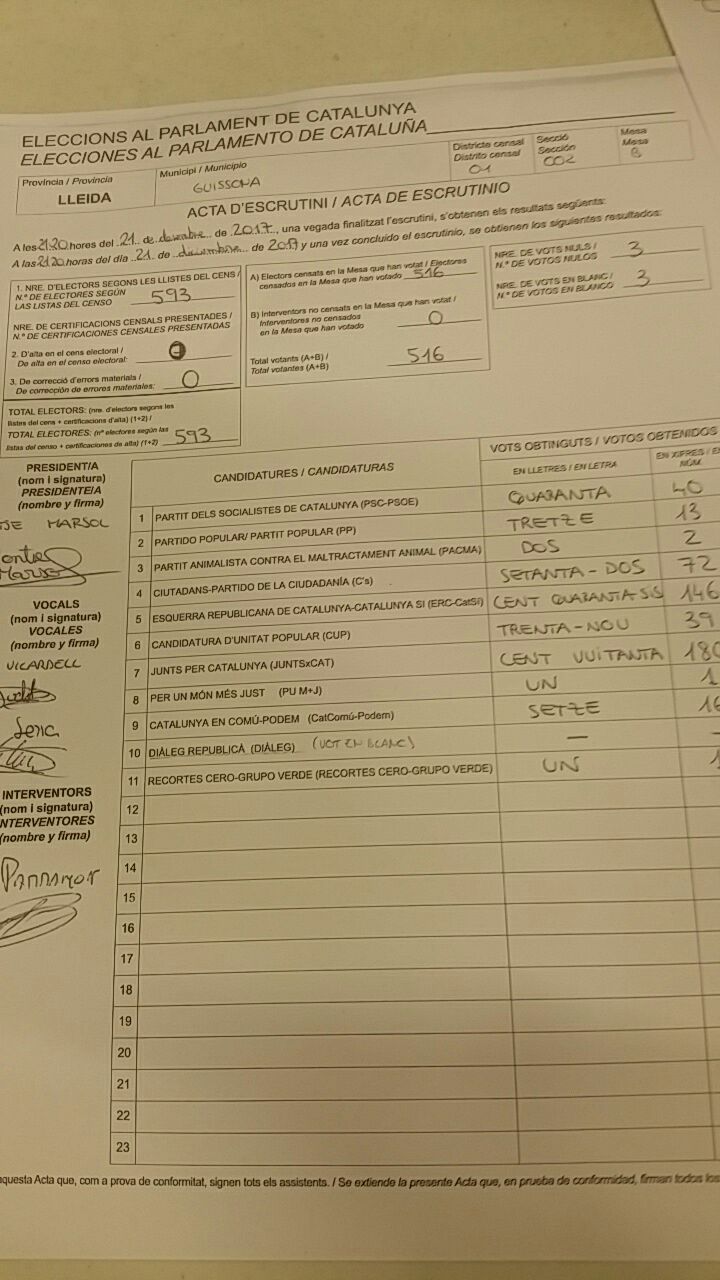 ELECCIONS AL PARLAMENT DE CATALUNYA
ELECCIONES AL PARLAMENTO DE CATALUÑA
Província / Provincia
LLEIDA
Municipi / Municipio
GUISSONA
Districte censal
Distrito censal
01
Secció
Sección
002
Mesa
Mesa
B
ACTA D'ESCRUTINI / ACTA DE ESCRUTINIO
A les 21:20 hores del 21 de desembre de 2017, una vegada finalitzat l'escrutini, s'obtenen els resultats següents:
A las 21:20 horas del día 21 de diciembre de 2017 y una vez concluido el escrutinio, se obtienen los siguientes resultados:
1. NRE. D'ELECTORS SEGONS LES LLISTES DEL CENS /
N.º DE ELECTORES SEGÚN
LAS LISTAS DEL CENSO 593
NRE. DE CERTIFICACIONS CENSALS PRESENTADES /
N.º DE CERTIFICACIONES CENSALES PRESENTADAS
2. D'alta en el cens electoral /
De alta en el censo electoral: 0
3. De correcció d'errors materials /
De corrección de errores materiales: 0
TOTAL ELECTORS: (nre. d'electors segons les
llistes del cens + certificacions d'alta) (1+2) /
TOTAL ELECTORES: (nº electores según las
listas del censo + certificaciones de alta) (1+2) 593
A) Electors censats en la Mesa que han votat / Electores
censados en la Mesa que han votado 516
B) Interventors no censats en la Mesa que han votat /
Interventores no censados
en la Mesa que han votado 0
Total votants (A+B) /
Total votantes (A+B) 516
NRE. DE VOTS NULS /
N.º DE VOTOS NULOS 3
NRE. DE VOTS EN BLANC /
N.º DE VOTOS EN BLANCO 3
PRESIDENT/A
(nom i signatura)
PRESIDENTE/A
(nombre y firma)
MARSOL
VOCALS
(nom i signatura)
VOCALES
(nombre y firma)
VICARDELL
INTERVENTORS
(nom i signatura)
INTERVENTORES
(nombre y firma)
CANDIDATURES / CANDIDATURAS
VOTS OBTINGUTS / VOTOS OBTENIDOS
EN LLETRES / EN LETRA
EN XIFRES / EN
NÚM.
1 PARTIT DELS SOCIALISTES DE CATALUNYA (PSC-PSOE) QUARANTA 40
2 PARTIDO POPULAR/ PARTIT POPULAR (PP) TRETZE 13
3 PARTIT ANIMALISTA CONTRA EL MALTRACTAMENT ANIMAL (PACMA) DOS 2
4 CIUTADANS-PARTIDO DE LA CIUDADANÍA (C's) SETANTA-DOS 72
5 ESQUERRA REPUBLICANA DE CATALUNYA-CATALUNYA SÍ (ERC-CatSí) CENT QUARANTA SIS 146
6 CANDIDATURA D'UNITAT POPULAR (CUP) TRENTA-NOU 39
7 JUNTS PER CATALUNYA (JUNTSxCAT) CENT VUITANTA 180
8 PER UN MÓN MÉS JUST (PU M+J) UN 1
9 CATALUNYA EN COMÚ-PODEM (CatComú-Podem) SETZE 16
10 DIÀLEG REPUBLICÀ (DIÀLEG) (VOT EN BLANC) — -
11 RECORTES CERO-GRUPO VERDE (RECORTES CERO-GRUPO VERDE) UN 1
12
13
14
15
16
17
18
19
20
21
22
23
questa Acta que, com a prova de conformitat, signen tots els assistents. / Se extiende la presente Acta que, en prueba de conformidad, firman todos los